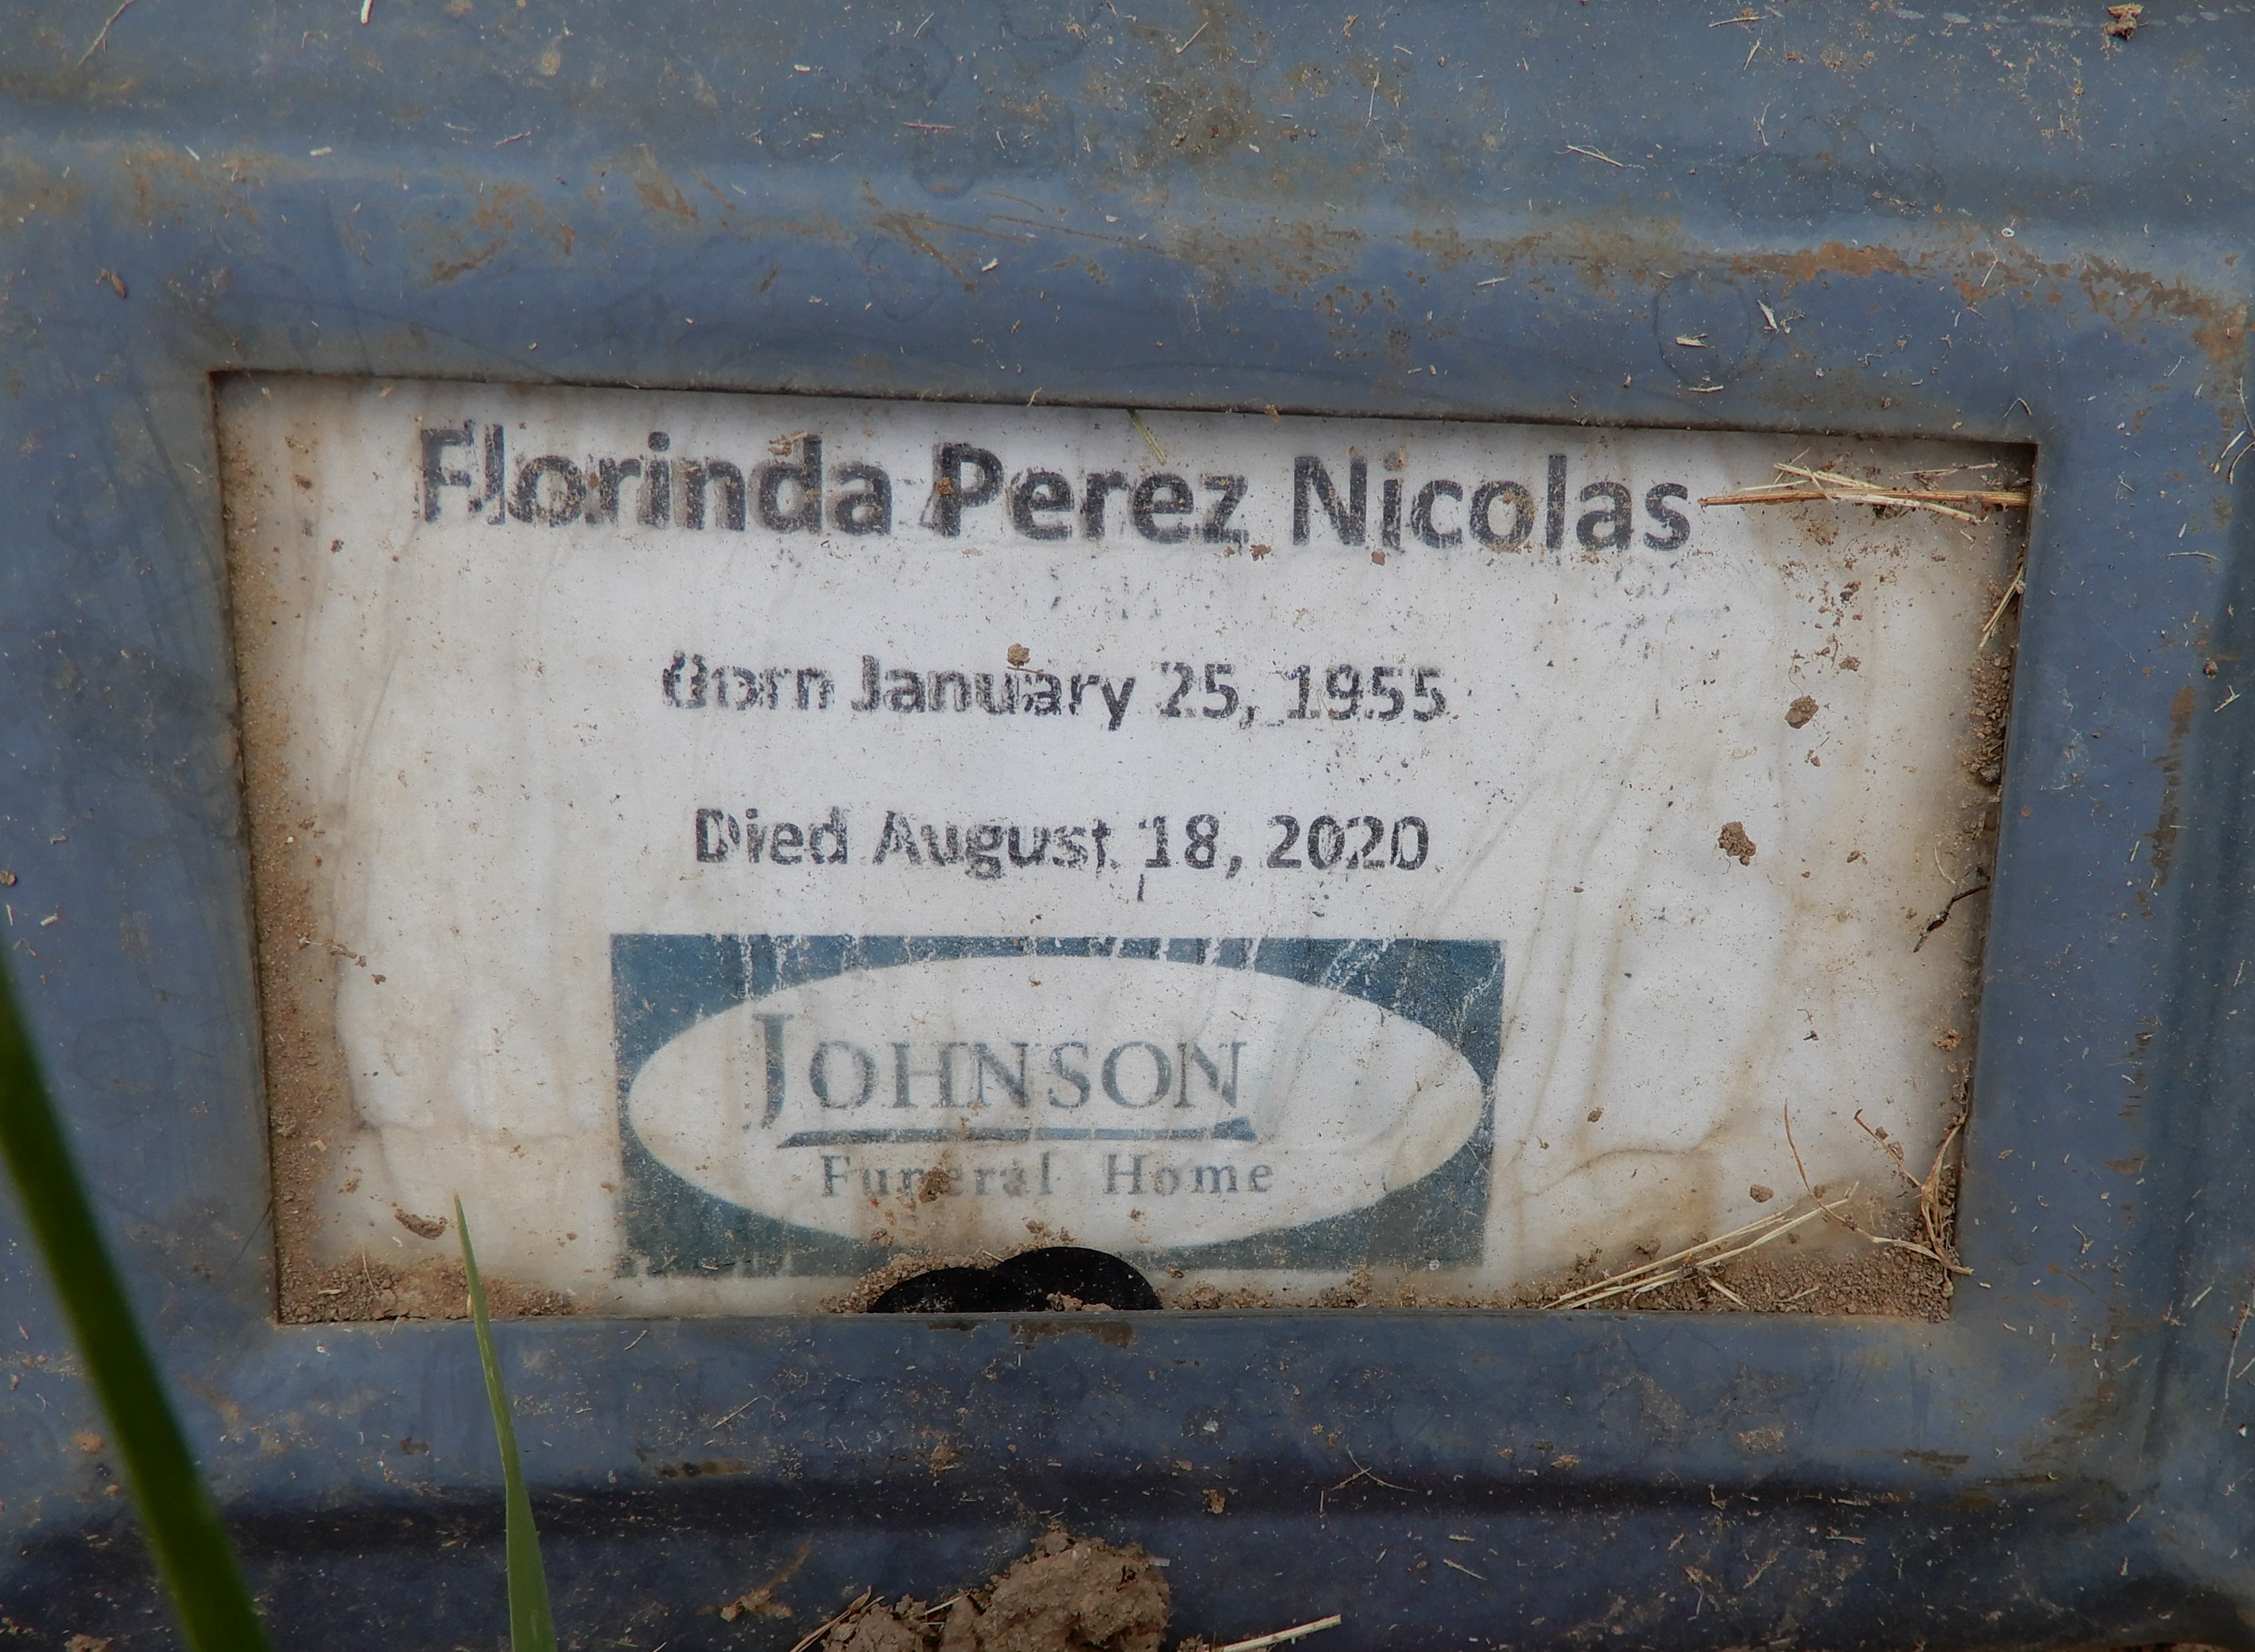 Florinda Perez Nicolas
Born January 25, 1955
Died August 18, 2020
JOHNSON
Funeral Home